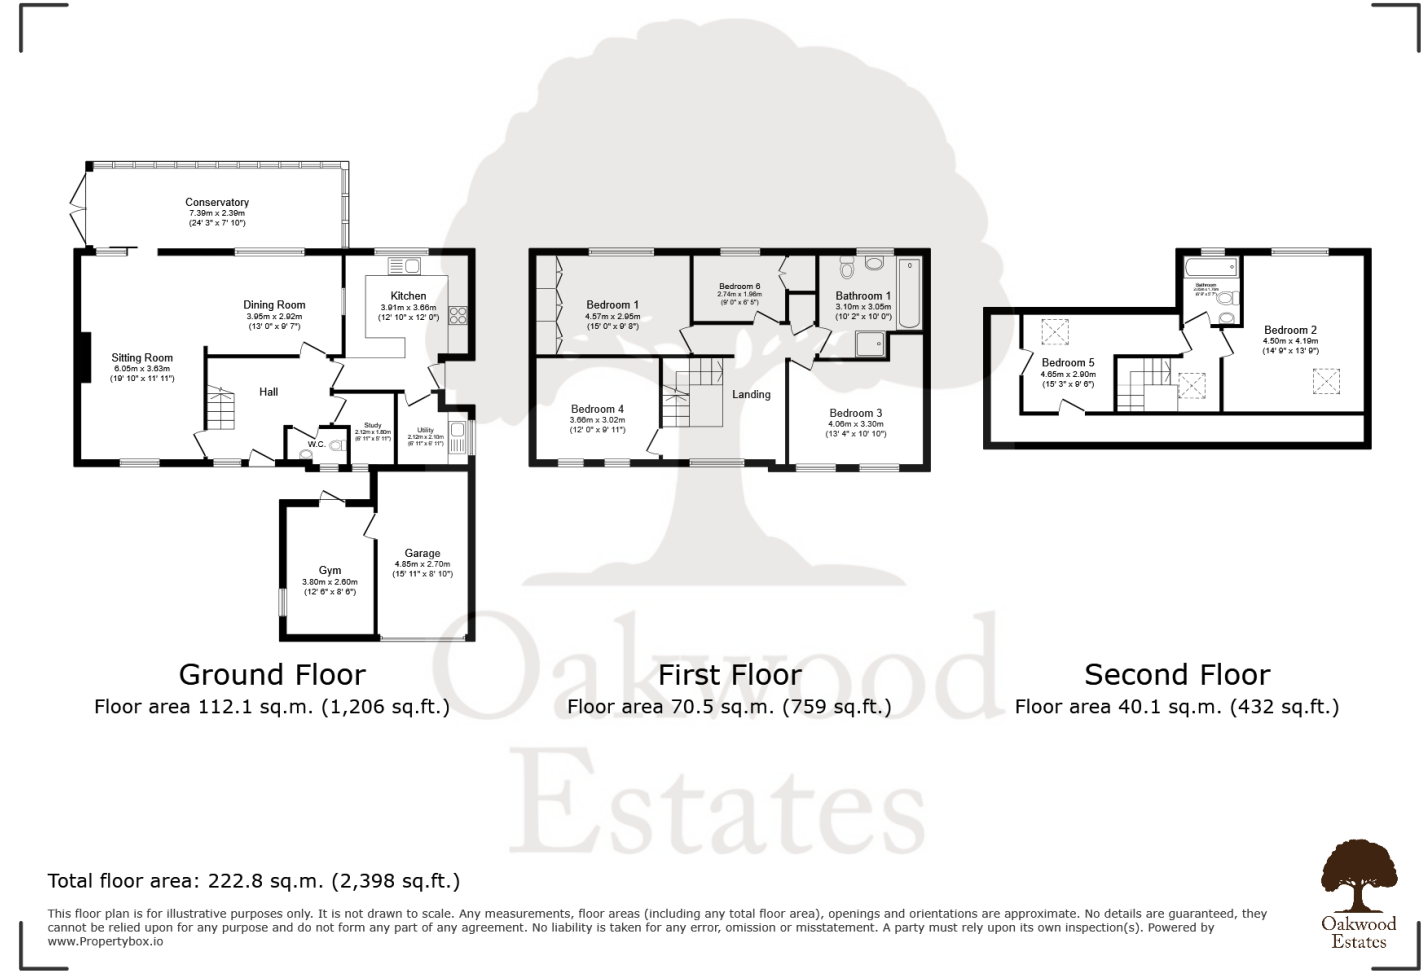 Conservatory
7.39m x 2.39m
(24' 3" x 7' 10")
Dining Room
3.95m x 2.92m
(13' 0" x 9' 7")
Kitchen
3.91m x 3.66m
(12' 10" x 12' 0")
Sitting Room
6.05m x 3.63m
(19' 10" x 11' 11")
Hall
W.C.
Study
2.12m x 1.80m
(6' 11" x 5' 11")
Utility
2.12m x 2.10m
(6' 11" x 6' 11")
Gym
3.80m x 2.60m
(12' 6" x 8' 6")
Garage
4.85m x 2.70m
(15' 11" x 8' 10")
Bedroom 1
4.57m x 2.95m
(15' 0" x 9' 8")
Bedroom 6
2.74m x 1.96m
(9' 0" x 6' 5")
Bathroom 1
3.10m x 3.05m
(10' 2" x 10' 0")
Bedroom 4
3.66m x 3.02m
(12' 0" x 9' 11")
Landing
Bedroom 3
4.06m x 3.30m
(13' 4" x 10' 10")
Bathroom
Bedroom 2
4.50m x 4.19m
(14' 9" x 13' 9")
Bedroom 5
4.65m x 2.90m
(15' 3" x 9' 6")
Oakwood
Estates
Ground Floor
Floor area 112.1 sq.m. (1,206 sq.ft.)
First Floor
Floor area 70.5 sq.m. (759 sq.ft.)
Second Floor
Floor area 40.1 sq.m. (432 sq.ft.)
Total floor area: 222.8 sq.m. (2,398 sq.ft.)
This floor plan is for illustrative purposes only. It is not drawn to scale. Any measurements, floor areas (including any total floor area), openings and orientations are approximate. No details are guaranteed, they
cannot be relied upon for any purpose and do not form any part of any agreement. No liability is taken for any error, omission or misstatement. A party must rely upon its own inspection(s). Powered by
www.Propertybox.io
Oakwood
Estates